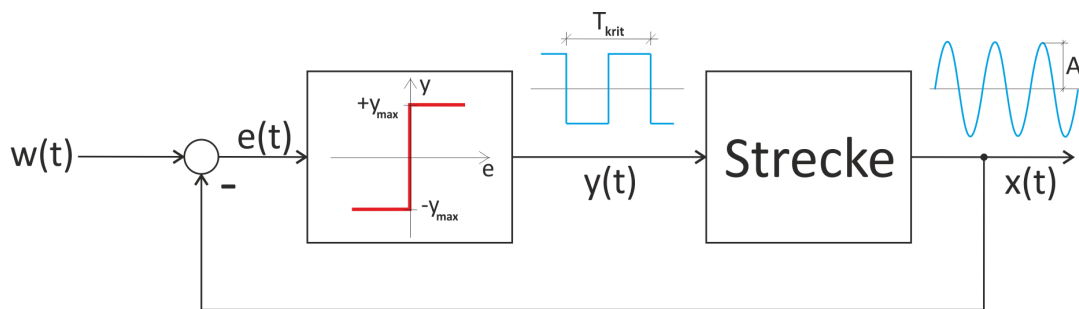 T_krit
A
y
+y_max
e(t)
w(t)
Strecke
e
-
y(t)
x(t)
-y_max